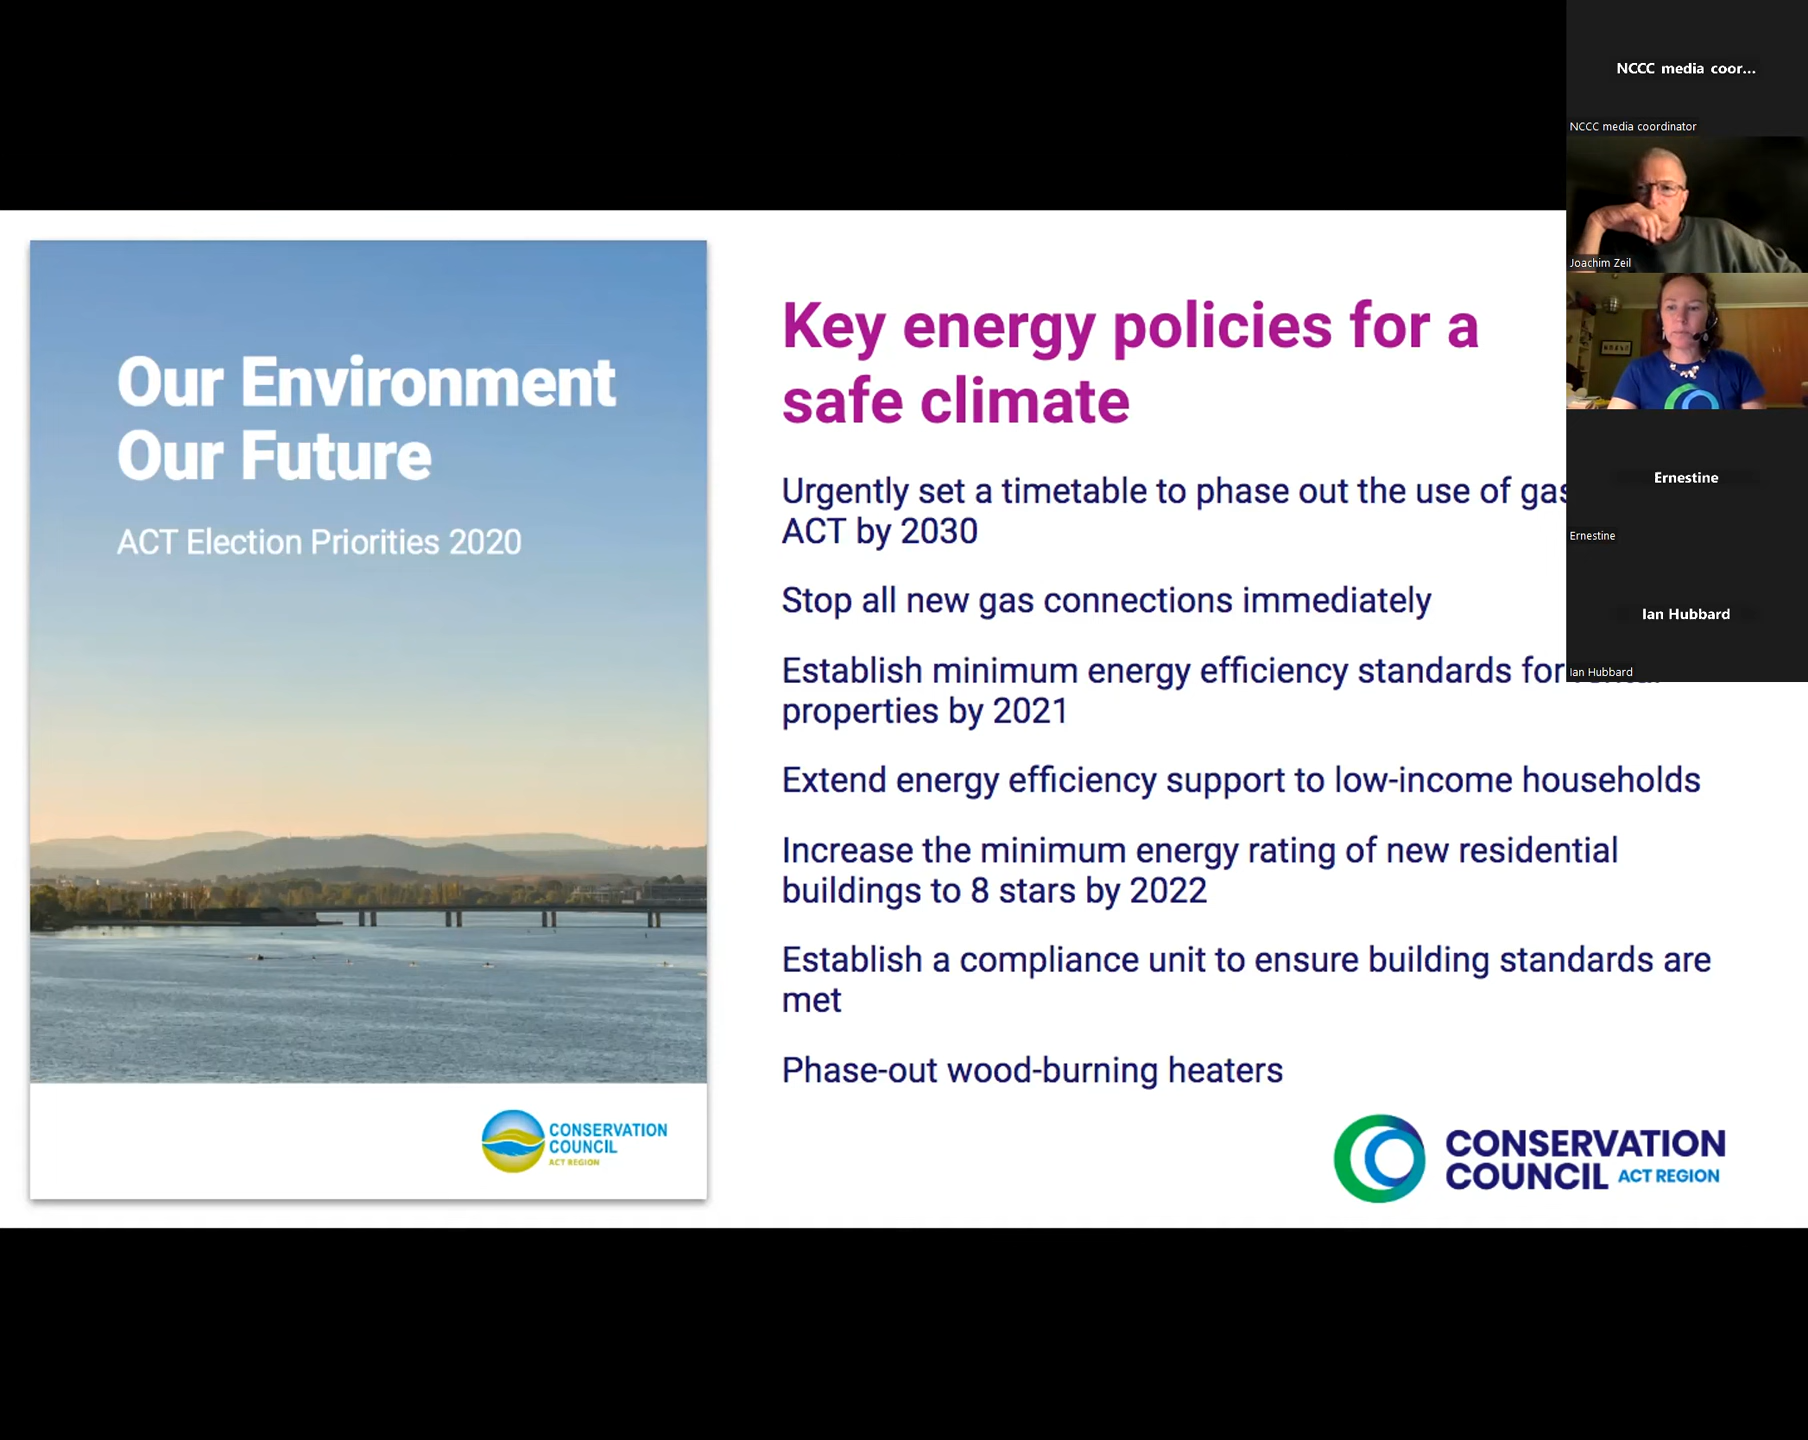 Our Environment
Our Future
ACT Election Priorities 2020
CONSERVATION
COUNCIL
ACT REGION
Key energy policies for a
safe climate
Urgently set a timetable to phase out the use of gas
ACT by 2030
Stop all new gas connections immediately
Establish minimum energy efficiency standards for
properties by 2021
Extend energy efficiency support to low-income households
Increase the minimum energy rating of new residential
buildings to 8 stars by 2022
Establish a compliance unit to ensure building standards are
met
Phase-out wood-burning heaters
CONSERVATION
COUNCIL ACT REGION
NCCC media coor...
NCCC media coordinator
Joachim Zeil
Ernestine
Ernestine
Ian Hubbard
Ian Hubbard